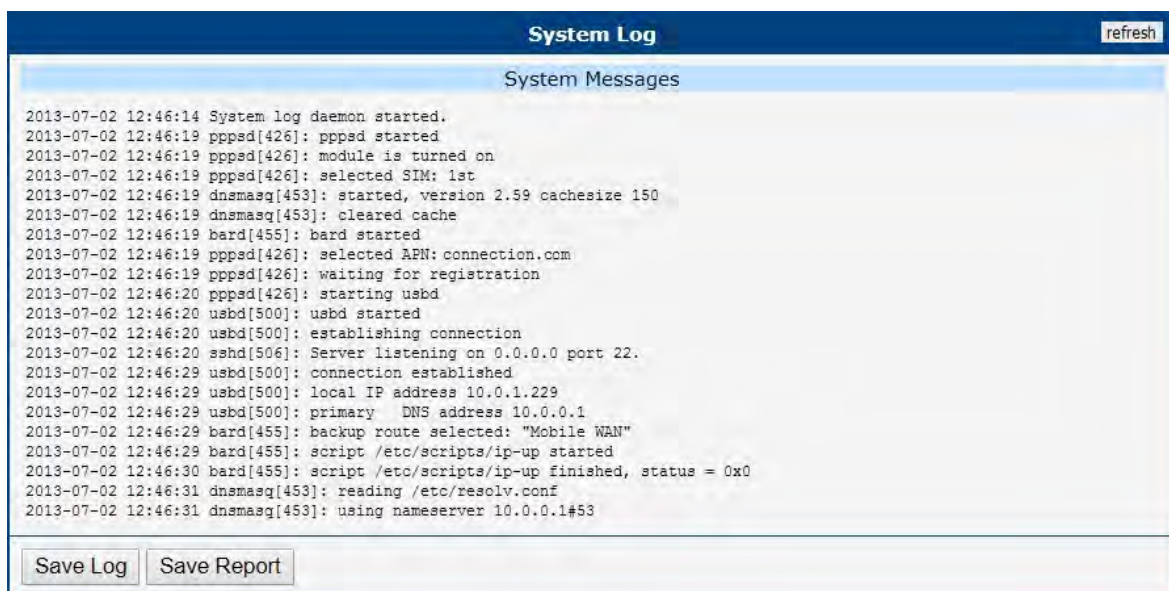 System Log
refresh
System Messages
2013-07-02 12:46:14 System log daemon started.
2013-07-02 12:46:19 pppsd[426]: pppsd started
2013-07-02 12:46:19 pppsd[426]: module is turned on
2013-07-02 12:46:19 pppsd[426]: selected SIM: 1st
2013-07-02 12:46:19 dnsmasq[453]: started, version 2.59 cachesize 150
2013-07-02 12:46:19 dnsmasq[453]: cleared cache
2013-07-02 12:46:19 bard[455]: bard started
2013-07-02 12:46:19 pppsd[426]: selected APN: connection.com
2013-07-02 12:46:19 pppsd[426]: waiting for registration
2013-07-02 12:46:20 pppsd[426]: starting usbd
2013-07-02 12:46:20 usbd[500]: usbd started
2013-07-02 12:46:20 usbd[500]: establishing connection
2013-07-02 12:46:20 sshd[506]: Server listening on 0.0.0.0 port 22.
2013-07-02 12:46:29 usbd[500]: connection established
2013-07-02 12:46:29 usbd[500]: local IP address 10.0.1.229
2013-07-02 12:46:29 usbd[500]: primary   DNS address 10.0.0.1
2013-07-02 12:46:29 bard[455]: backup route selected: "Mobile WAN"
2013-07-02 12:46:29 bard[455]: script /etc/scripts/ip-up started
2013-07-02 12:46:30 bard[455]: script /etc/scripts/ip-up finished, status = 0x0
2013-07-02 12:46:31 dnsmasq[453]: reading /etc/resolv.conf
2013-07-02 12:46:31 dnsmasq[453]: using nameserver 10.0.0.1#53
Save Log
Save Report